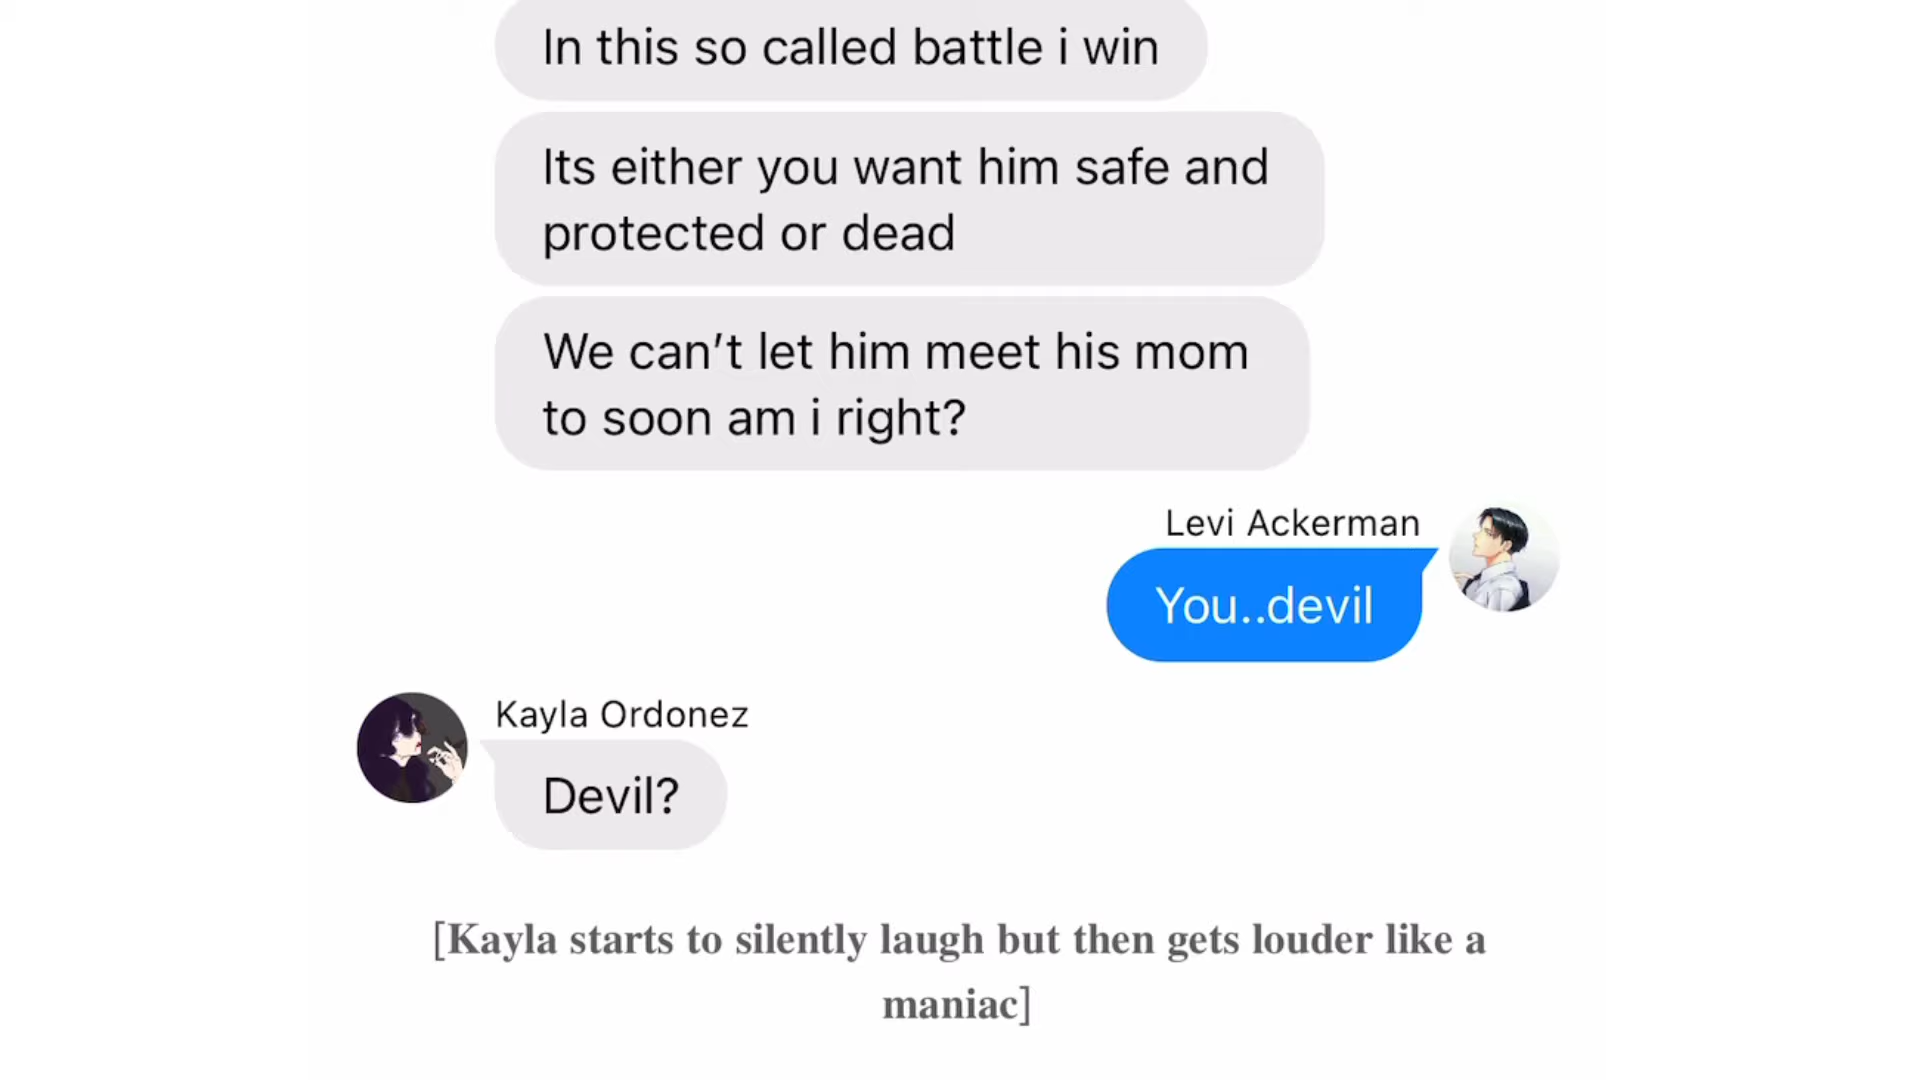 In this so called battle i win
Its either you want him safe and
protected or dead
We can’t let him meet his mom
to soon am i right?
Levi Ackerman
You..devil
Kayla Ordonez
Devil?
[Kayla starts to silently laugh but then gets louder like a
maniac]